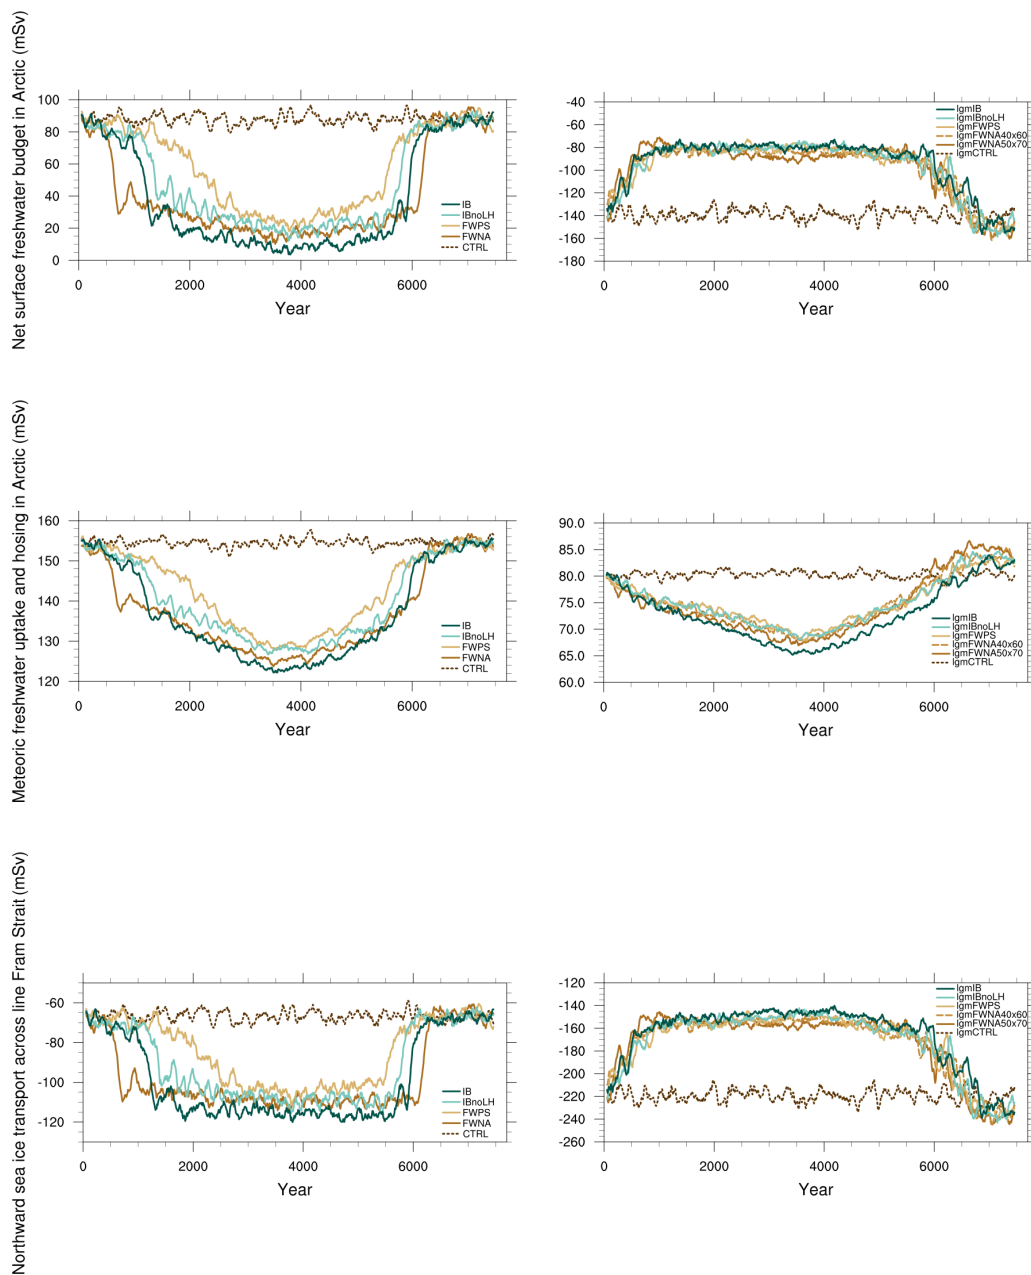 Net surface freshwater budget in Arctic (mSv)
100
80
60
40
20
0
0
2000
4000
6000
Year
IB
IBnoLH
FWPS
FWNA
CTRL
-40
-60
-80
-100
-120
-140
-160
-180
0
2000
4000
6000
Year
lgmIB
lgmIBnoLH
lgmFWPS
lgmFWNA40x60
lgmFWNA50x70
lgmCTRL
Meteoric freshwater uptake and hosing in Arctic (mSv)
160
150
140
130
120
0
2000
4000
6000
Year
IB
IBnoLH
FWPS
FWNA
CTRL
90.0
85.0
80.0
75.0
70.0
65.0
60.0
0
2000
4000
6000
Year
lgmIB
lgmIBnoLH
lgmFWPS
lgmFWNA40x60
lgmFWNA50x70
lgmCTRL
Northward sea ice transport across line Fram Strait (mSv)
-60
-80
-100
-120
0
2000
4000
6000
Year
IB
IBnoLH
FWPS
FWNA
CTRL
-120
-140
-160
-180
-200
-220
-240
-260
0
2000
4000
6000
Year
lgmIB
lgmIBnoLH
lgmFWPS
lgmFWNA40x60
lgmFWNA50x70
lgmCTRL